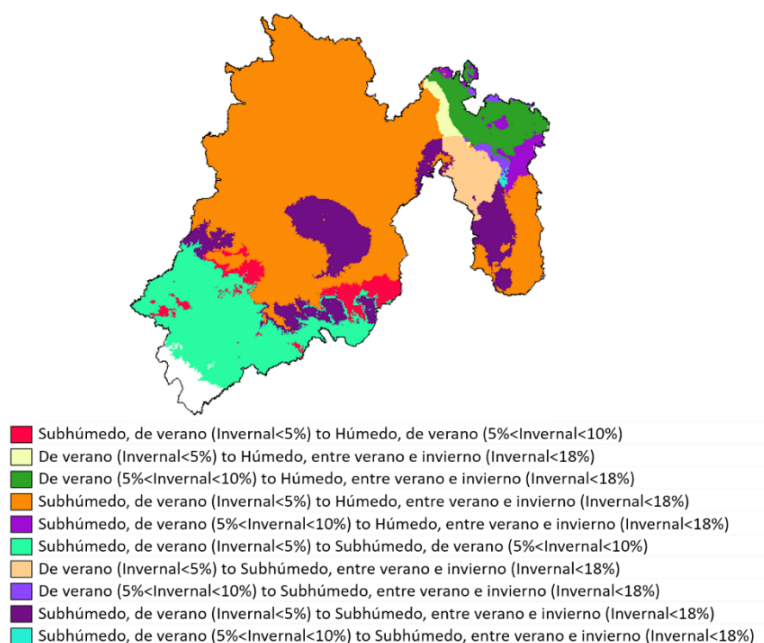 Subhúmedo, de verano (Invernal<5%) to Húmedo, de verano (5%<Invernal<10%)
De verano (Invernal<5%) to Húmedo, entre verano e invierno (Invernal<18%)
De verano (5%<Invernal<10%) to Húmedo, entre verano e invierno (Invernal<18%)
Subhúmedo, de verano (Invernal<5%) to Húmedo, entre verano e invierno (Invernal<18%)
Subhúmedo, de verano (5%<Invernal<10%) to Húmedo, entre verano e invierno (Invernal<18%)
Subhúmedo, de verano (Invernal<5%) to Subhúmedo, de verano (5%<Invernal<10%)
De verano (Invernal<5%) to Subhúmedo, entre verano e invierno (Invernal<18%)
De verano (5%<Invernal<10%) to Subhúmedo, entre verano e invierno (Invernal<18%)
Subhúmedo, de verano (Invernal<5%) to Subhúmedo, entre verano e invierno (Invernal<18%)
Subhúmedo, de verano (5%<Invernal<10%) to Subhúmedo, entre verano e invierno (Invernal<18%)